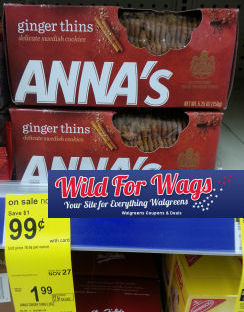 ginger thins
delicate swedish cookies
ANNA'S
NET WT 5.25 OZ (150g)
ginger thins
delicate swedish cookies
ANNA'S
Wild For Wags
Your Site for Everything Walgreens
Walgreens Coupons & Deals
on sale
Save $1
99¢
with card
NOV 27
1.99